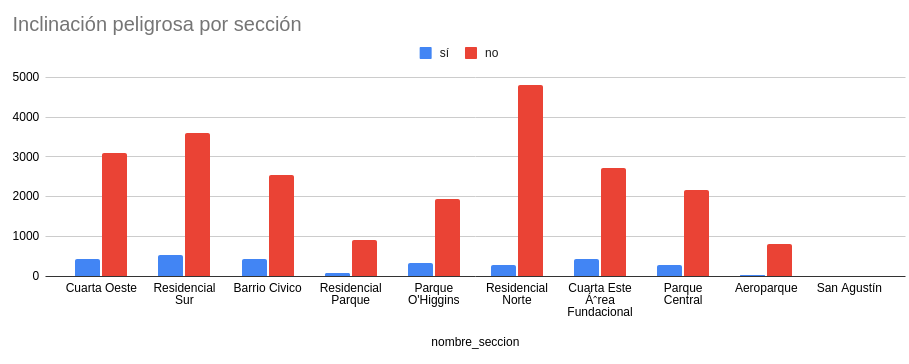 Inclinación peligrosa por sección
sí no
5000
4000
3000
2000
1000
0
Cuarta Oeste
Residencial
Sur
Barrio Civico
Residencial
Parque
Parque
O'Higgins
Residencial
Norte
Cuarta Este
Ãˆrea
Fundacional
Parque
Central
Aeroparque
San Agustín
nombre_seccion